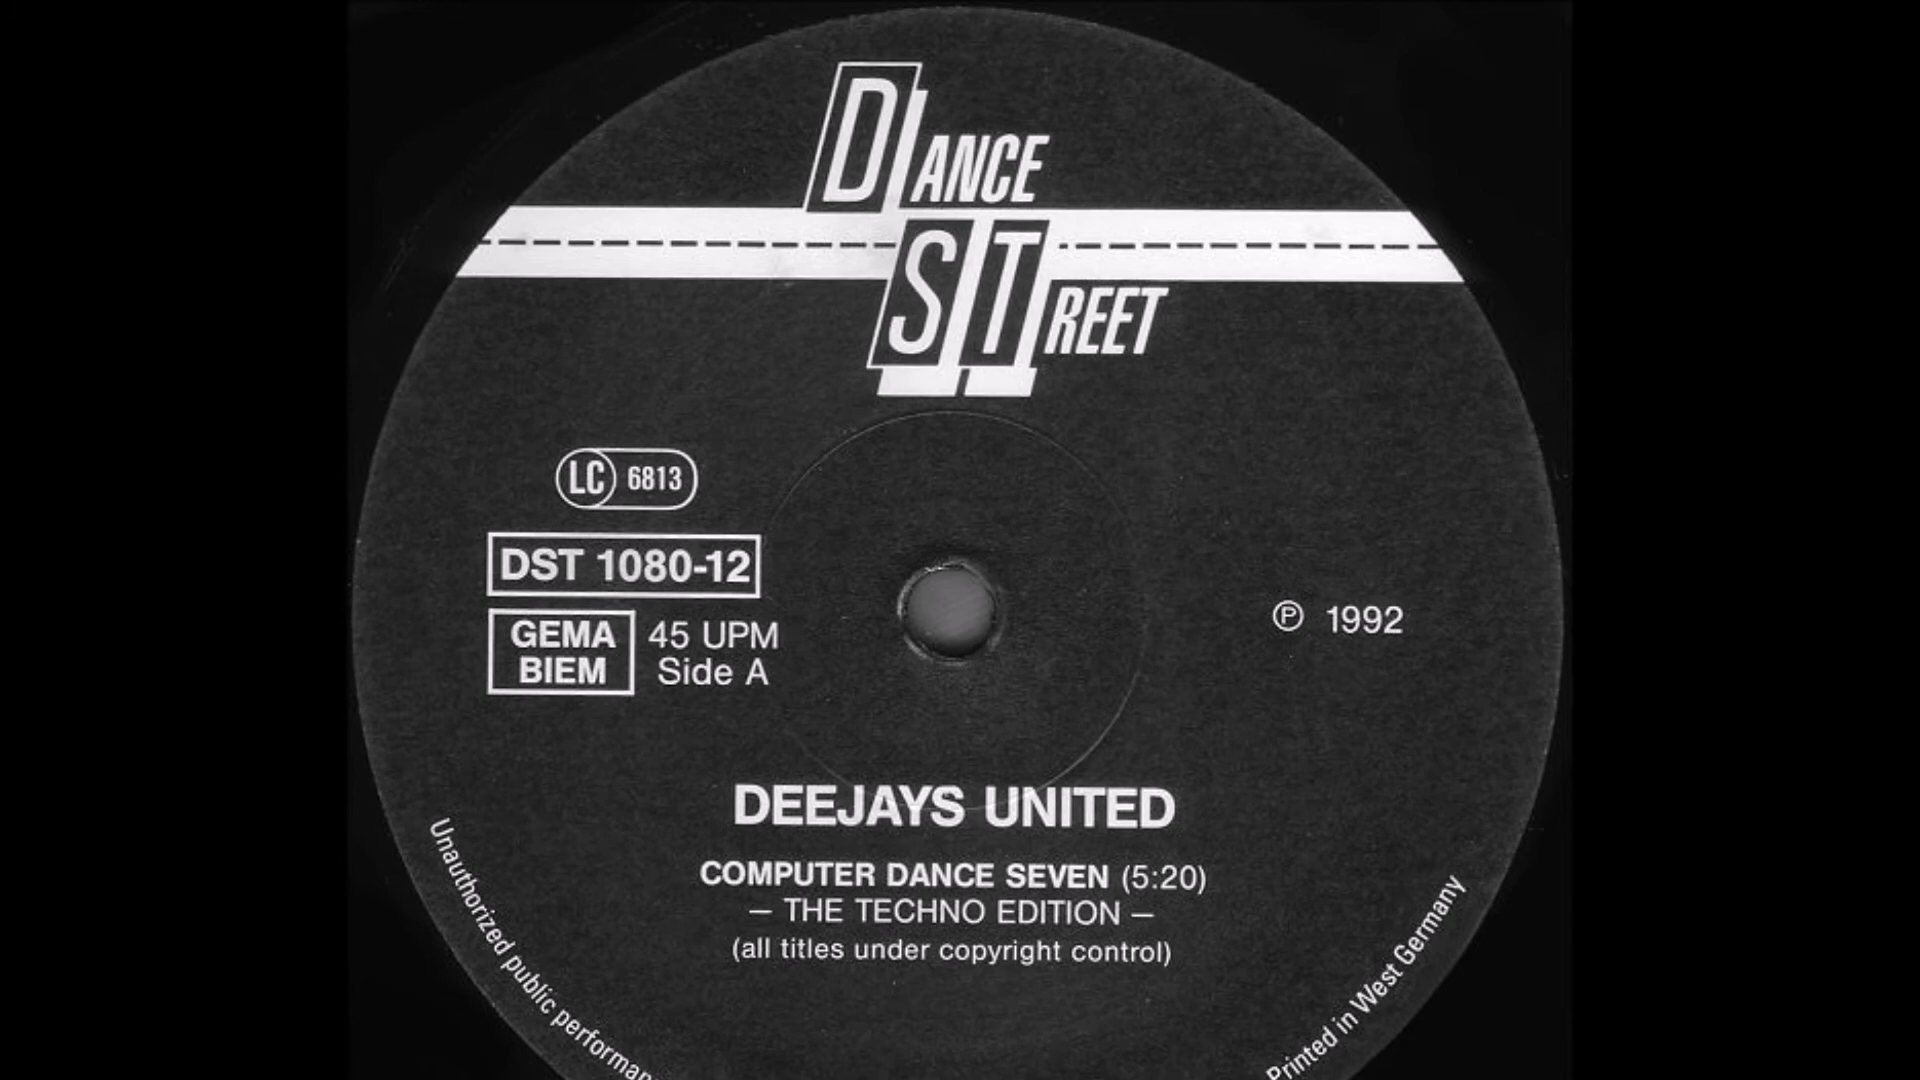 DANCE
STREET
LC 6813
DST 1080-12
GEMA
BIEM
45 UPM
Side A
℗ 1992
DEEJAYS UNITED
COMPUTER DANCE SEVEN (5:20)
— THE TECHNO EDITION —
(all titles under copyright control)
Unauthorized public
Printed in West Germany